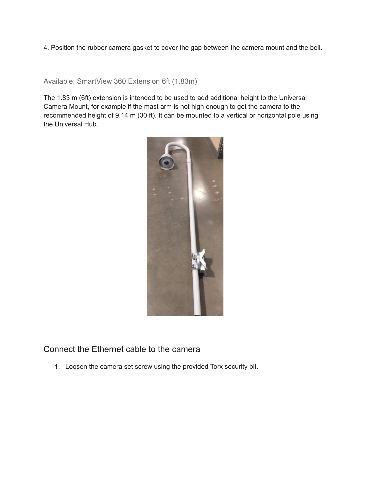 4. Position the rubber camera gasket to cover the gap between the camera mount and the bell.
Available: SmartView 360 Extension 6ft (1.83m)
The 1.83 m (6ft) extension is intended to be used to add additional height to the Universal
Camera Mount, for example if the mast arm is not high enough to get the camera to the
recommended height of 9.14 m (30 ft). It can be mounted to a vertical or horizontal pole using
the Universal Hub.
Connect the Ethernet cable to the camera
1. Loosen the camera set screw using the provided Torx security bit.